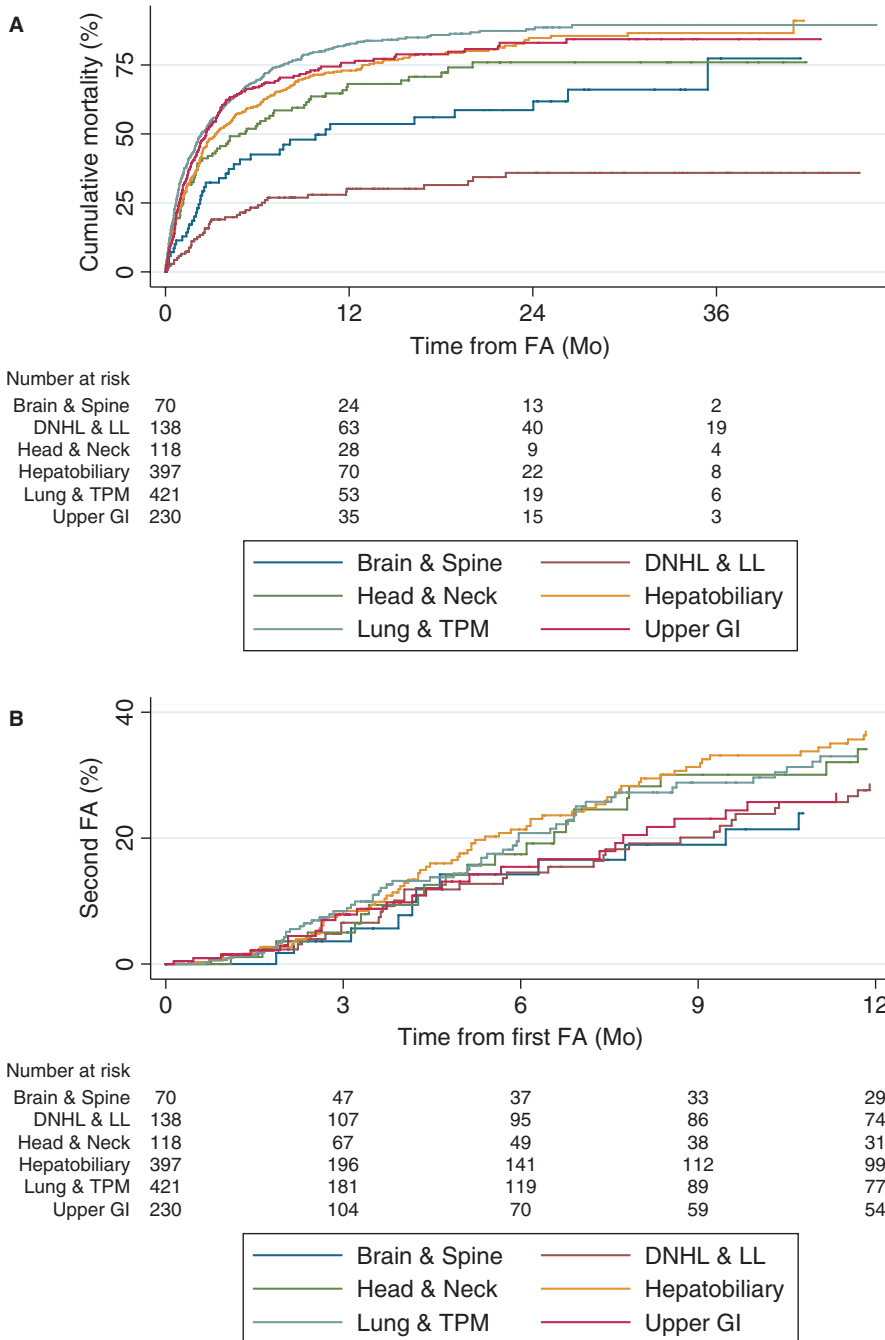 A
Cumulative mortality (%)
75
50
25
0
0 12 24 36
Time from FA (Mo)
Number at risk
Brain & Spine 70 24 13 2
DNHL & LL 138 63 40 19
Head & Neck 118 28 9 4
Hepatobiliary 397 70 22 8
Lung & TPM 421 53 19 6
Upper GI 230 35 15 3
Brain & Spine DNHL & LL
Head & Neck Hepatobiliary
Lung & TPM Upper GI
B
Second FA (%)
40
20
0
0 3 6 9 12
Time from first FA (Mo)
Number at risk
Brain & Spine 70 47 37 33 29
DNHL & LL 138 107 95 86 74
Head & Neck 118 67 49 38 31
Hepatobiliary 397 196 141 112 99
Lung & TPM 421 181 119 89 77
Upper GI 230 104 70 59 54
Brain & Spine DNHL & LL
Head & Neck Hepatobiliary
Lung & TPM Upper GI